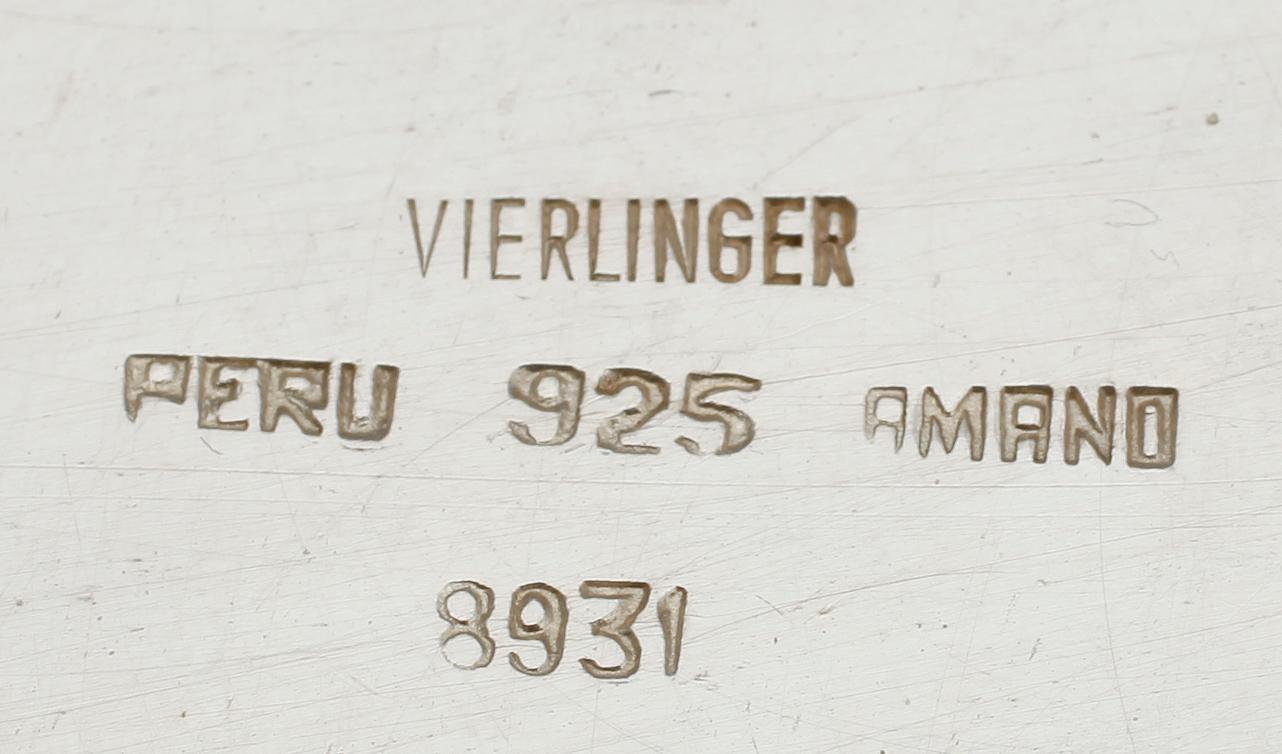 VIERLINGER
PERU 925 AMANO
8931